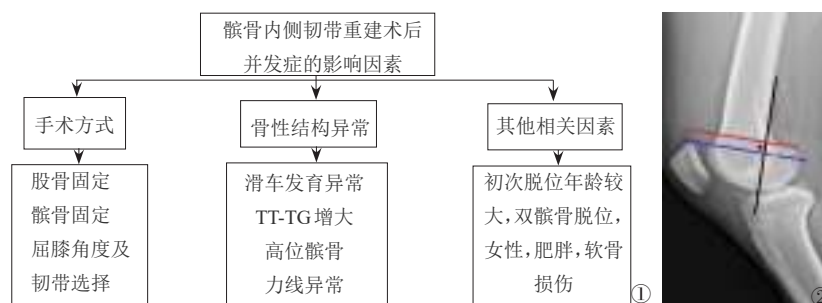 髌骨内侧韧带重建术后
并发症的影响因素
手术方式
骨性结构异常
其他相关因素
股骨固定
髌骨固定
屈膝角度及
韧带选择
滑车发育异常
TT-TG增大
高位髌骨
力线异常
初次脱位年龄较
大，双髌骨脱位，
女性，肥胖，软骨
损伤
①
②